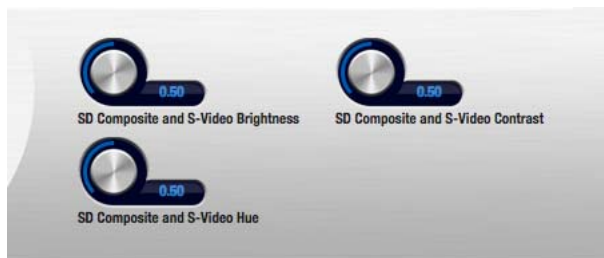 0.50
0.50
SD Composite and S-Video Brightness
SD Composite and S-Video Contrast
0.50
SD Composite and S-Video Hue